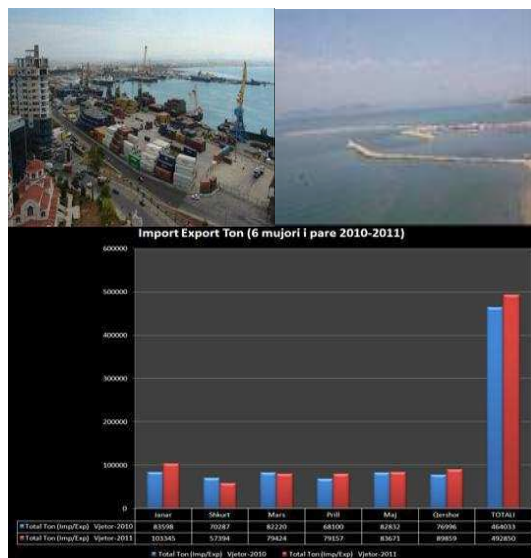 Import Export Ton (6 mujori i pare 2010-2011)
600000
500000
400000
300000
200000
100000
0
Janar Shkurt Mars Prill Maj Qershor TOTALI
Total Ton (Imp/Exp) Vjetor-2010 83598 70287 82220 68100 82832 76996 464033
Total Ton (Imp/Exp) Vjetor-2011 103345 57394 79424 79157 83671 89859 492850
Total Ton (Imp/Exp) Vjetor-2010 Total Ton (Imp/Exp) Vjetor-2011